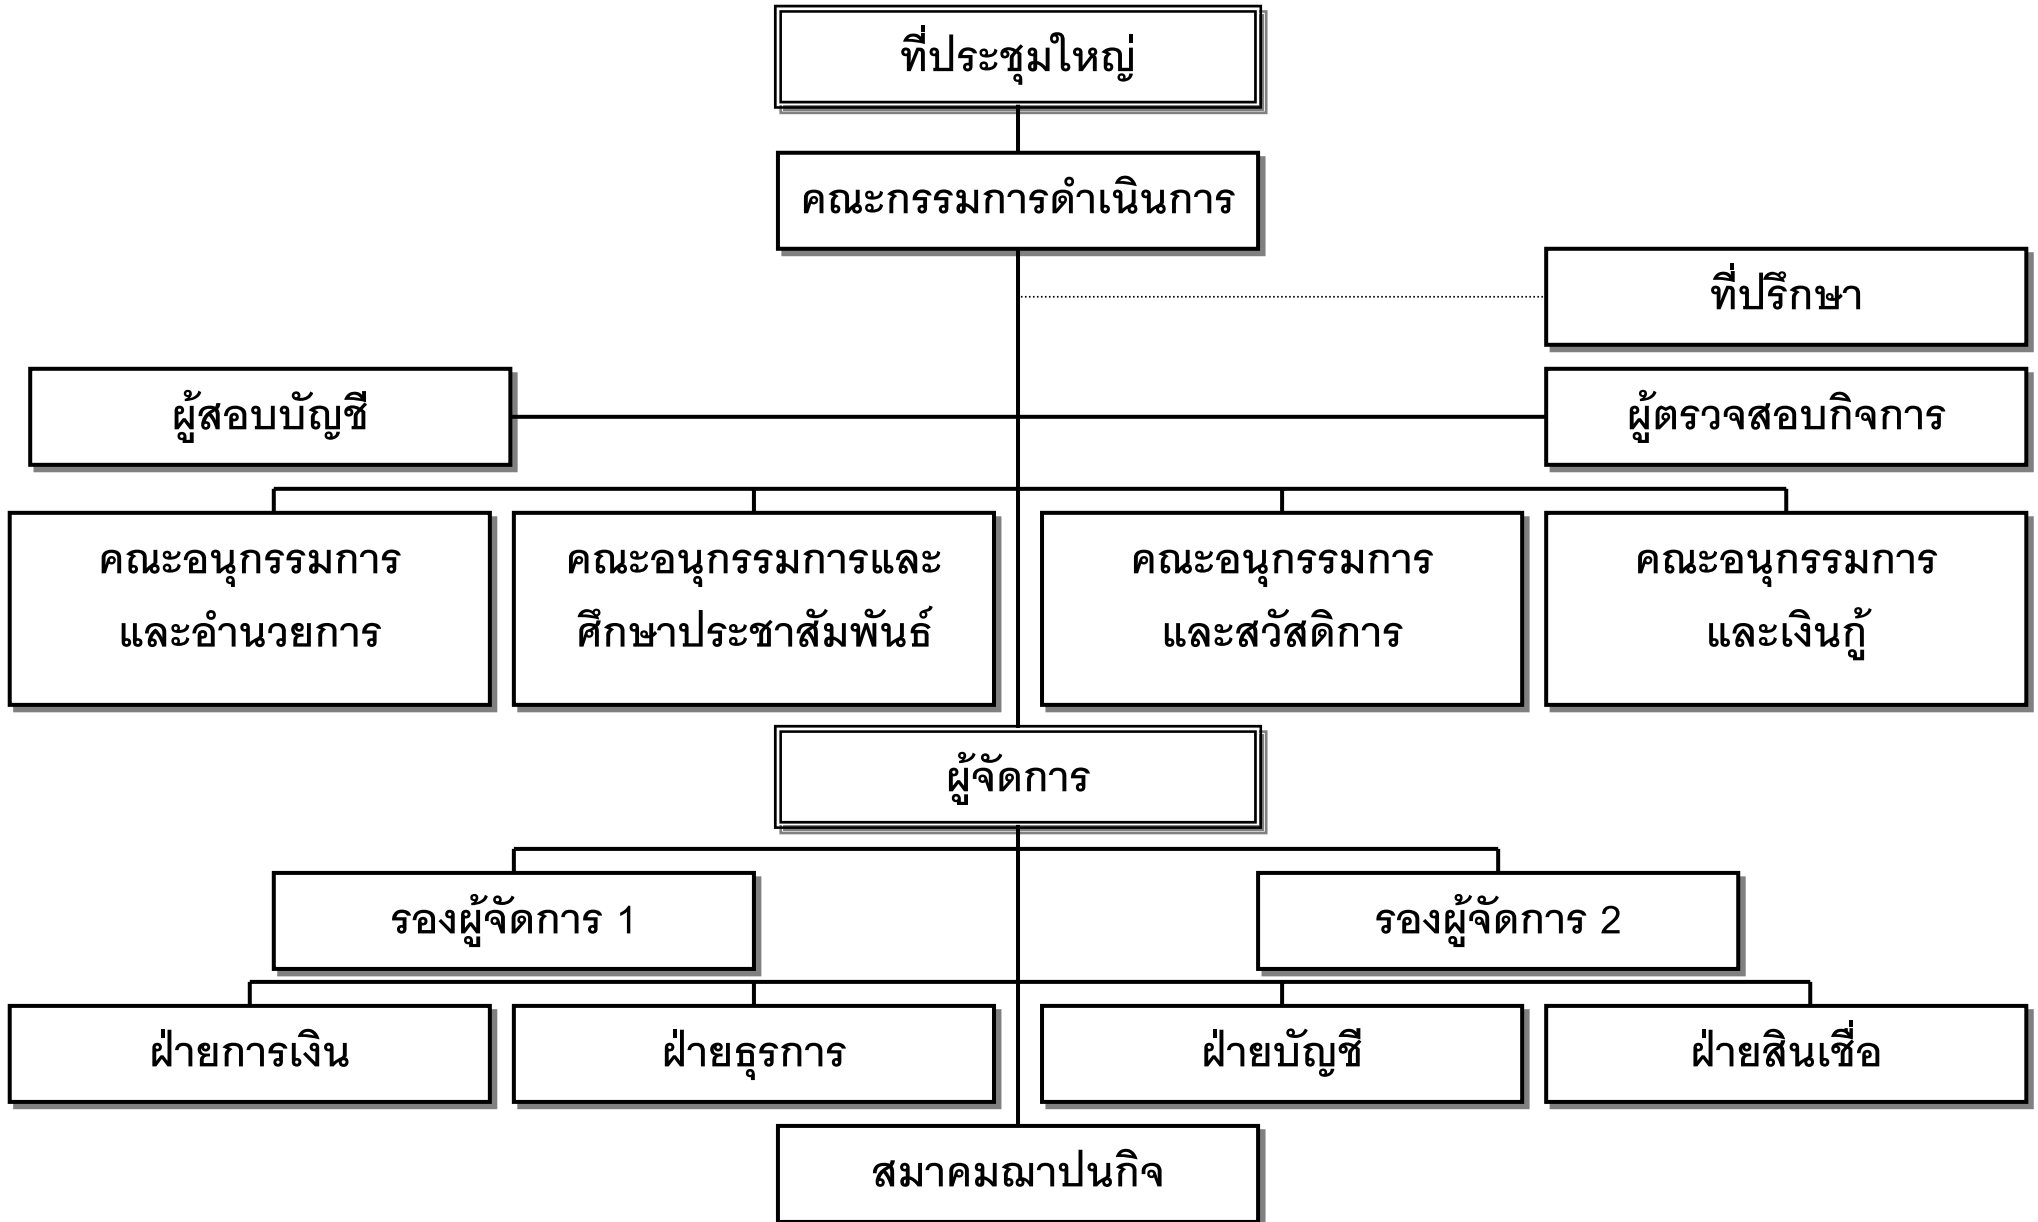 ที่ประชุมใหญ่
คณะกรรมการดำเนินการ
ที่ปรึกษา
ผู้สอบบัญชี
ผู้ตรวจสอบกิจการ
คณะอนุกรรมการ
และอำนวยการ
คณะอนุกรรมการและ
ศึกษาประชาสัมพันธ์
คณะอนุกรรมการ
และสวัสดิการ
คณะอนุกรรมการ
และเงินกู้
ผู้จัดการ
รองผู้จัดการ 1
รองผู้จัดการ 2
ฝ่ายการเงิน
ฝ่ายธุรการ
ฝ่ายบัญชี
ฝ่ายสินเชื่อ
สมาคมฌาปนกิจ